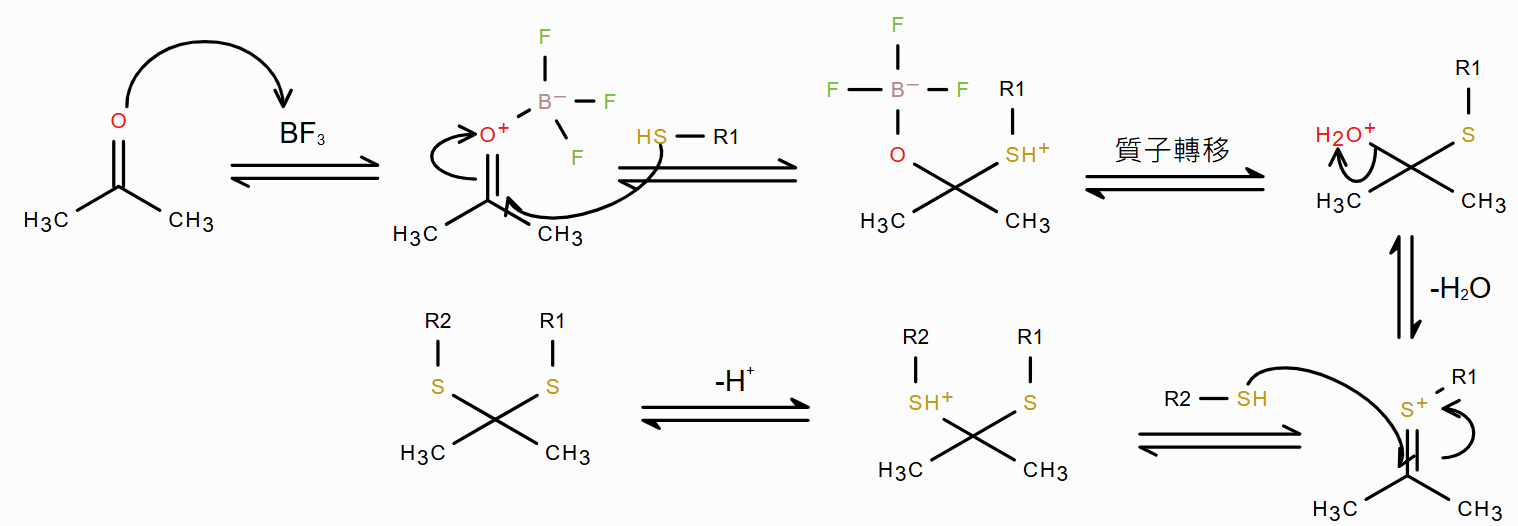 O
BF3
H3C
CH3
F
B−
F
F
O+
HS
R1
H3C
CH3
F
F
B−
F
R1
O
SH+
H3C
CH3
質子轉移
R1
H2O+
S
H3C
CH3
-H2O
R2
R1
S
S
H3C
CH3
-H+
R2
R1
SH+
S
H3C
CH3
R2
SH
R1
S+
H3C
CH3